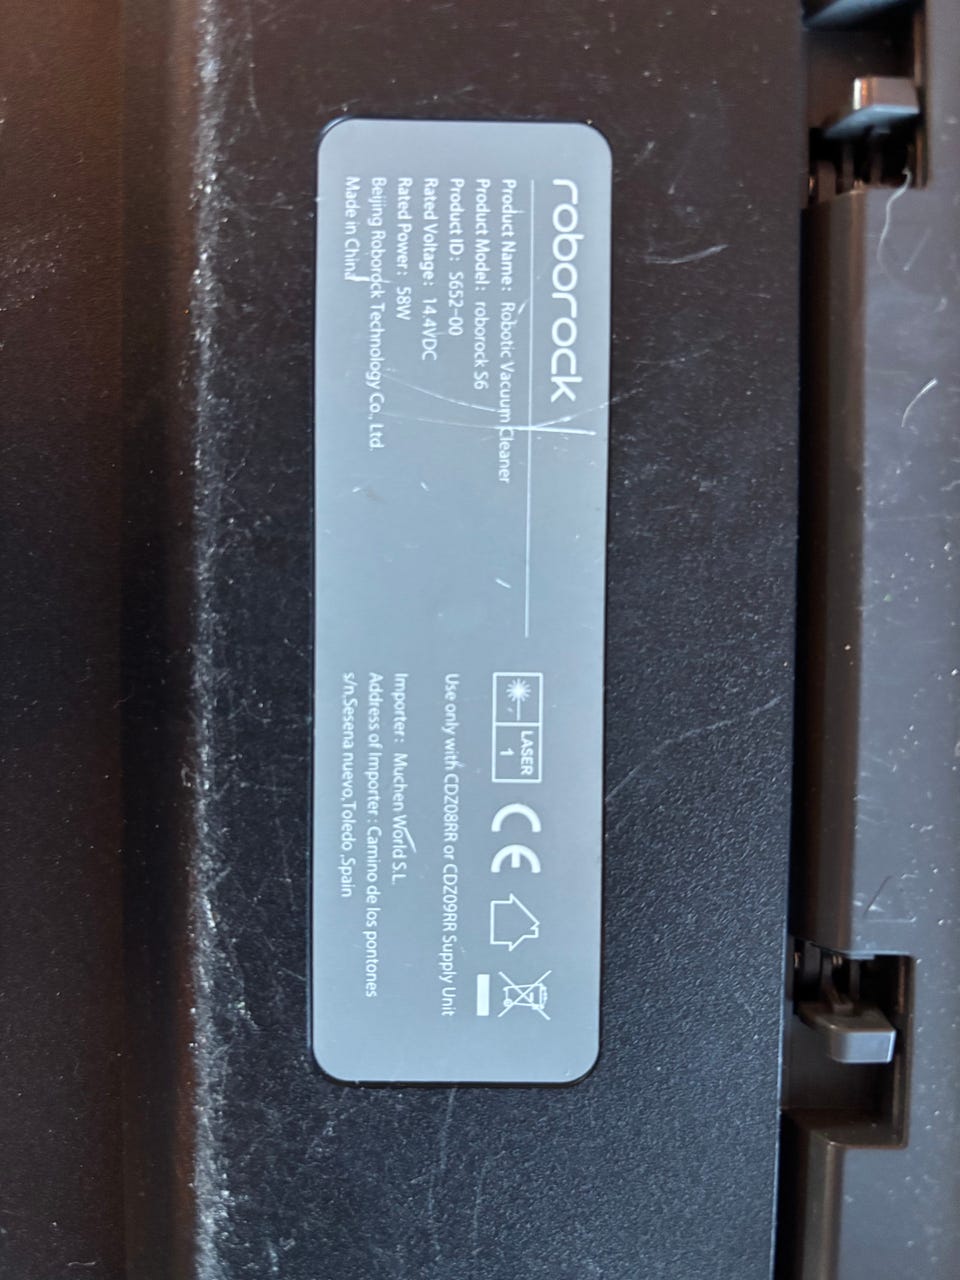 roborock
Product Name: Robotic Vacuum Cleaner
Product Model: roborock S6
Product ID: S652-00
Rated Voltage: 14.4VDC
Rated Power: 58W
Beijing Roborock Technology Co., Ltd.
Made in China
LASER
1
CE
Use only with CDZ08RR or CDZ09RR Supply Unit
Importer: Muchen World S.L.
Address of Importer: Camino de los pontones
s/n,Sesena nuevo,Toledo ,Spain